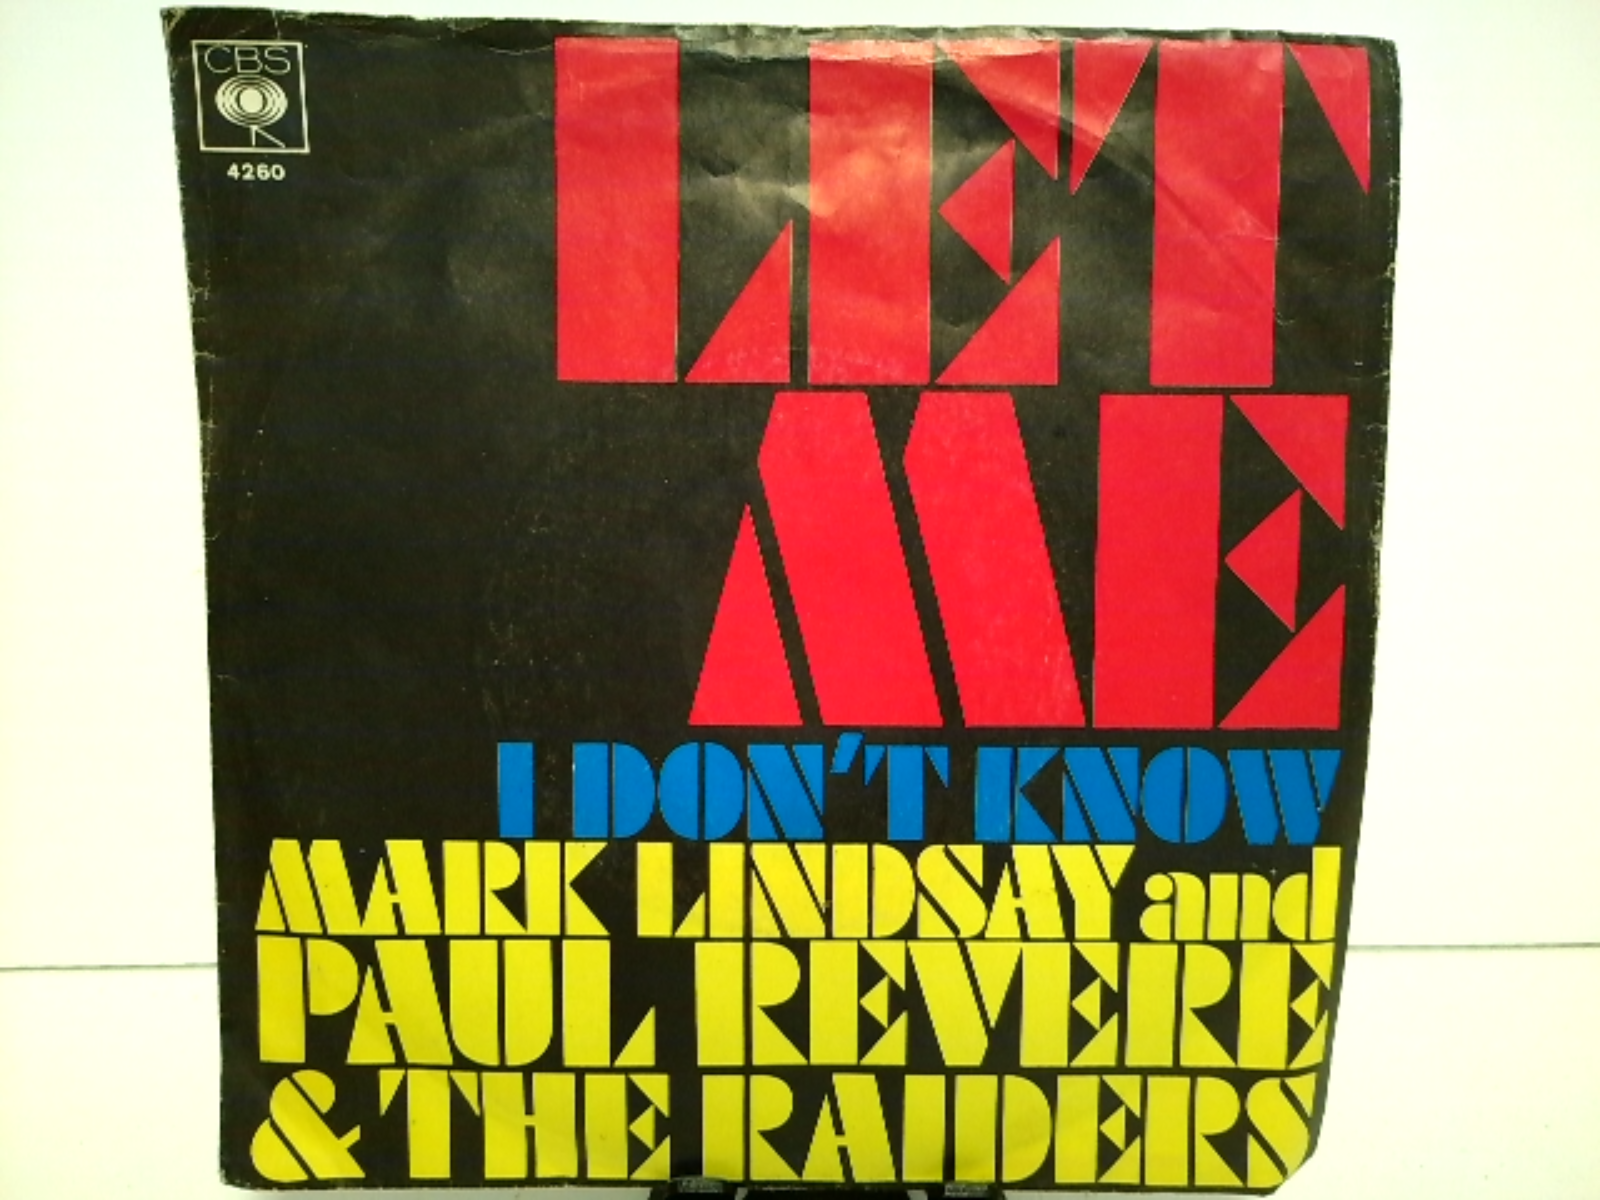 CBS
4260
LET
ME
I DON'T KNOW
MARK LINDSAY and
PAUL REVERE
& THE RAIDERS